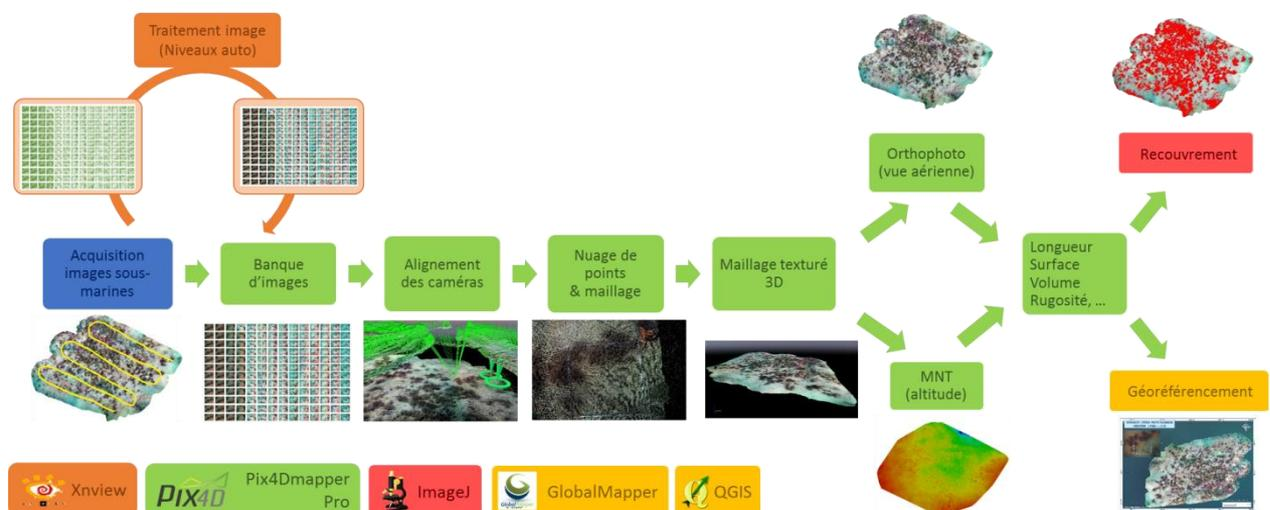 Traitement image
(Niveaux auto)
Orthophoto
(vue aérienne)
Recouvrement
Acquisition
images sous-
marines
Banque
d'images
Alignement
des caméras
Nuage de
points
& maillage
Maillage texturé
3D
Longueur
Surface
Volume
Rugosité, ...
MNT
(altitude)
Géoréférencement
Xnview
PIX4D
Pix4Dmapper
Pro
ImageJ
GlobalMapper
QGIS